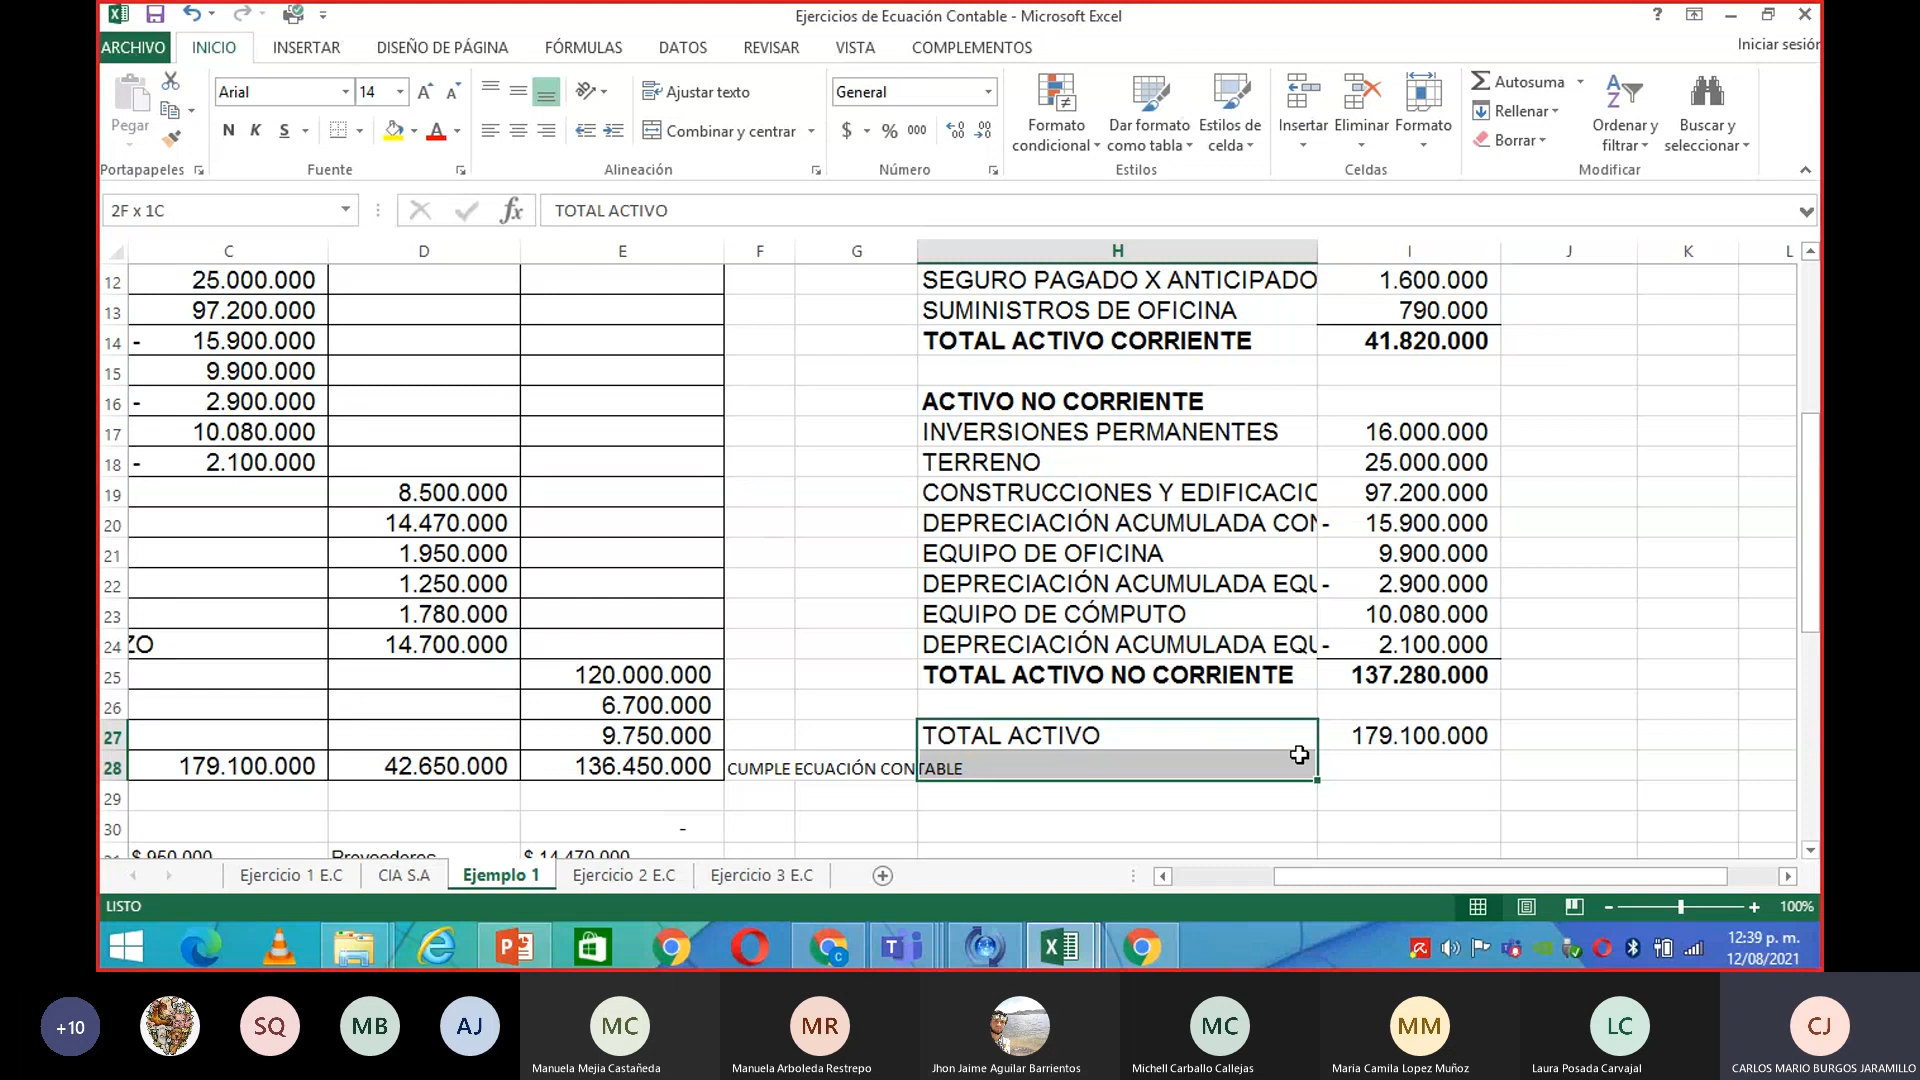 Ejercicios de Ecuación Contable - Microsoft Excel
ARCHIVO INICIO INSERTAR DISEÑO DE PÁGINA FÓRMULAS DATOS REVISAR VISTA COMPLEMENTOS Iniciar sesión
Pegar
Arial 14
N K S
Ajustar texto
Combinar y centrar
General
$ % 000
Formato condicional
Dar formato como tabla
Estilos de celda
Insertar Eliminar Formato
Autosuma
Rellenar
Borrar
Ordenar y filtrar
Buscar y seleccionar
Portapapeles Fuente Alineación Número Estilos Celdas Modificar
2F x 1C fx TOTAL ACTIVO
C D E F G H I J K L
12 25.000.000 SEGURO PAGADO X ANTICIPADO 1.600.000
13 97.200.000 SUMINISTROS DE OFICINA 790.000
14 - 15.900.000 TOTAL ACTIVO CORRIENTE 41.820.000
15 9.900.000
16 - 2.900.000 ACTIVO NO CORRIENTE
17 10.080.000 INVERSIONES PERMANENTES 16.000.000
18 - 2.100.000 TERRENO 25.000.000
19 8.500.000 CONSTRUCCIONES Y EDIFICACIO 97.200.000
20 14.470.000 DEPRECIACIÓN ACUMULADA CON - 15.900.000
21 1.950.000 EQUIPO DE OFICINA 9.900.000
22 1.250.000 DEPRECIACIÓN ACUMULADA EQU - 2.900.000
23 1.780.000 EQUIPO DE CÓMPUTO 10.080.000
24 ZO 14.700.000 DEPRECIACIÓN ACUMULADA EQU - 2.100.000
25 120.000.000 TOTAL ACTIVO NO CORRIENTE 137.280.000
26 6.700.000
27 9.750.000 TOTAL ACTIVO 179.100.000
28 179.100.000 42.650.000 136.450.000 CUMPLE ECUACIÓN CONTABLE
29
30 -
$ 950.000 Proveedores $ 14.470.000
Ejercicio 1 E.C CIA S.A Ejemplo 1 Ejercicio 2 E.C Ejercicio 3 E.C
LISTO 100%
12:39 p. m.
12/08/2021
+10 SQ MB AJ MC MR MC MM LC CJ
Manuela Mejia Castañeda Manuela Arboleda Restrepo Jhon Jaime Aguilar Barrientos Michell Carballo Callejas Maria Camila Lopez Muñoz Laura Posada Carvajal CARLOS MARIO BURGOS JARAMILLO